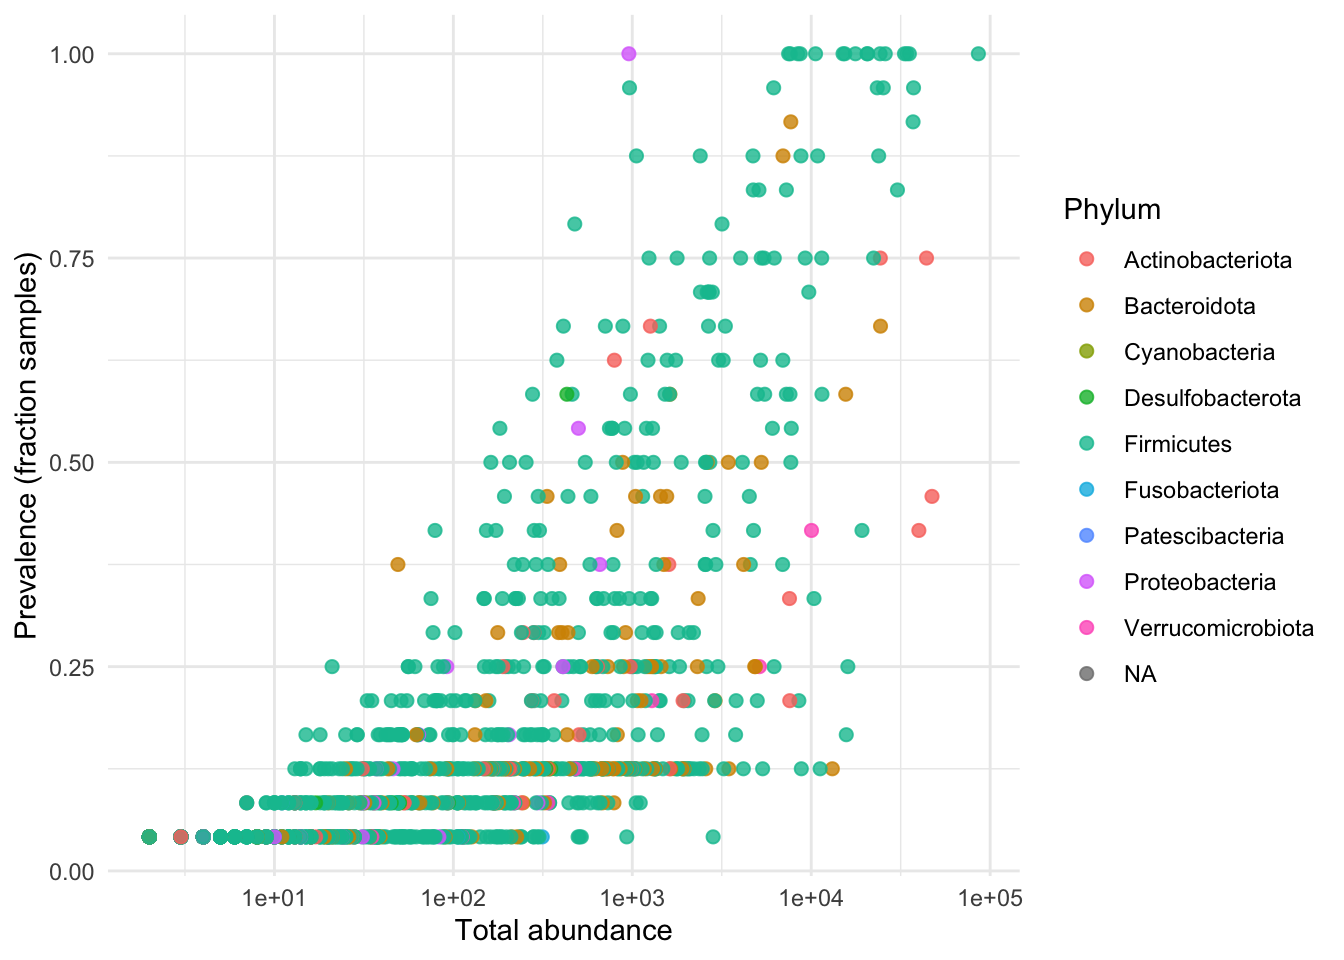 1.00
0.75
0.50
0.25
0.00
Prevalence (fraction samples)
1e+01 1e+02 1e+03 1e+04 1e+05
Total abundance
Phylum
Actinobacteriota
Bacteroidota
Cyanobacteria
Desulfobacterota
Firmicutes
Fusobacteriota
Patescibacteria
Proteobacteria
Verrucomicrobiota
NA